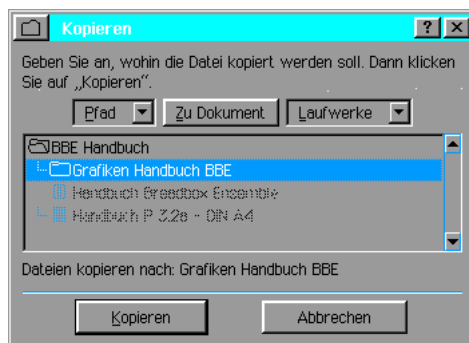 Kopieren
Geben Sie an, wohin die Datei kopiert werden soll. Dann klicken
Sie auf „Kopieren“.
Pfad Zu Dokument Laufwerke
BBE Handbuch
Grafiken Handbuch BBE
Handbuch Breadbox Ensemble
Handbuch P 3.2a - DIN A4
Dateien kopieren nach: Grafiken Handbuch BBE
Kopieren Abbrechen